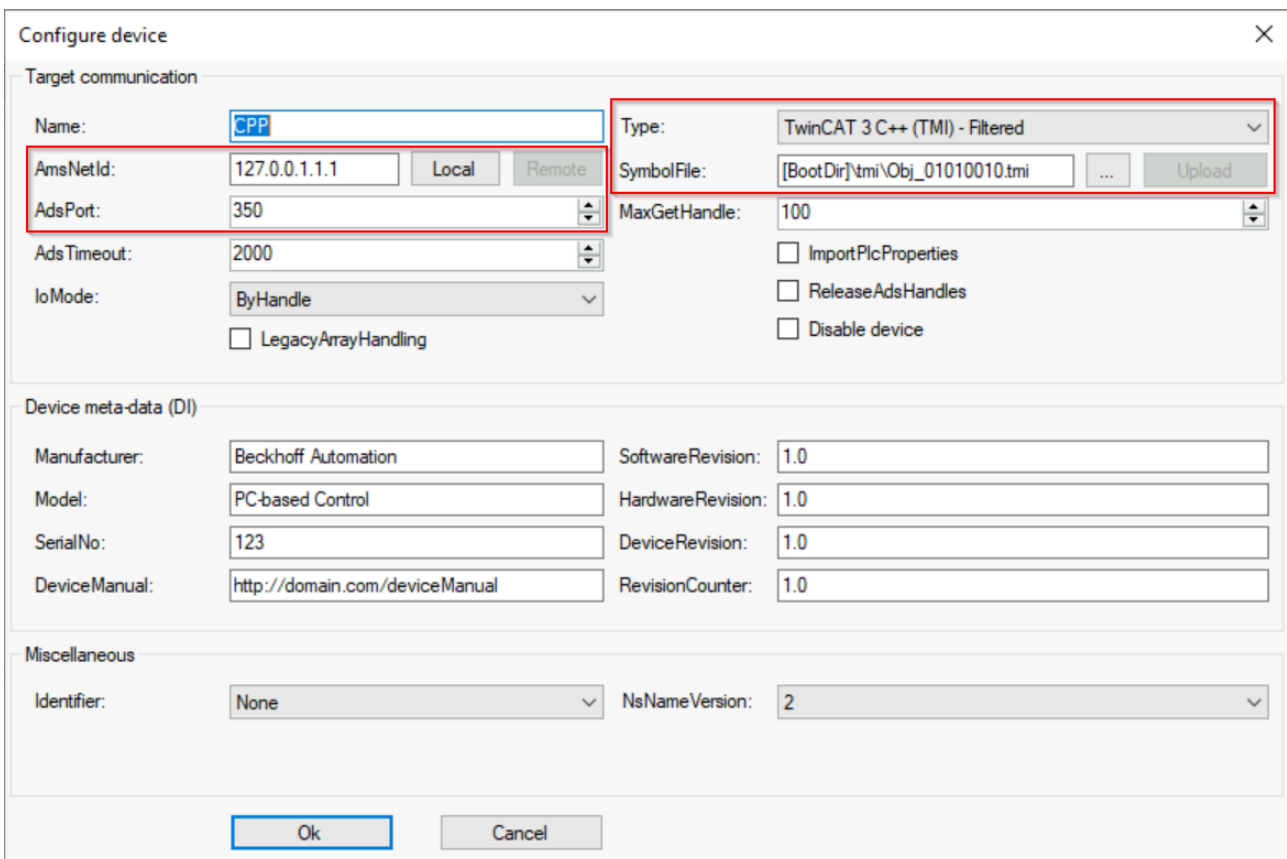 Configure device
Target communication
Name: CPP Type: TwinCAT 3 C++ (TMI) - Filtered
AmsNetId: 127.0.0.1.1.1 Local Remote SymbolFile: [BootDir]\tmi\Obj_01010010.tmi ... Upload
AdsPort: 350 MaxGetHandle: 100
AdsTimeout: 2000 ImportPlcProperties
IoMode: ByHandle ReleaseAdsHandles
LegacyArrayHandling Disable device
Device meta-data (DI)
Manufacturer: Beckhoff Automation SoftwareRevision: 1.0
Model: PC-based Control HardwareRevision: 1.0
SerialNo: 123 DeviceRevision: 1.0
DeviceManual: http://domain.com/deviceManual RevisionCounter: 1.0
Miscellaneous
Identifier: None NsNameVersion: 2
Ok Cancel